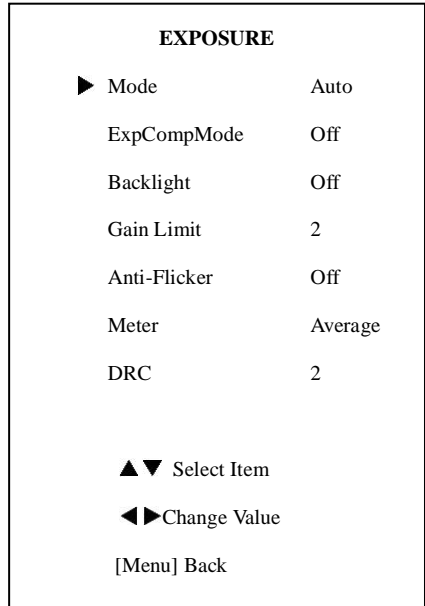 EXPOSURE
▶ Mode Auto
ExpCompMode Off
Backlight Off
Gain Limit 2
Anti-Flicker Off
Meter Average
DRC 2
▲▼ Select Item
◀▶Change Value
[Menu] Back